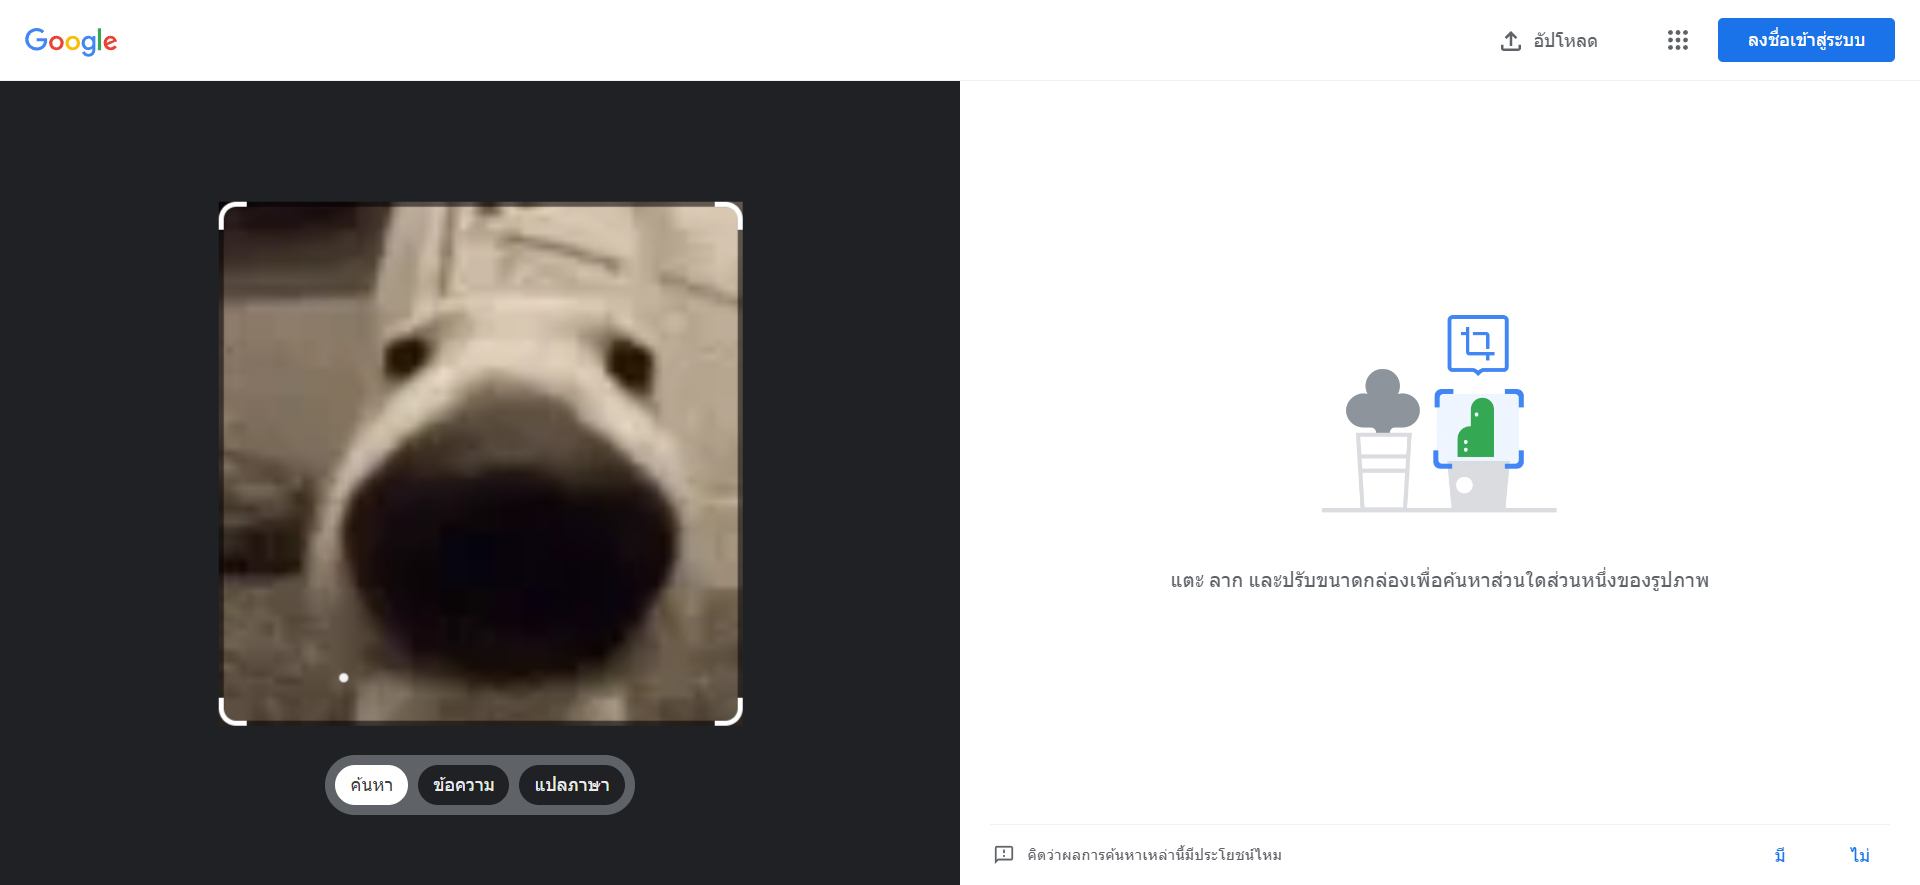 Google
อัปโหลด
ลงชื่อเข้าสู่ระบบ
แตะ ลาก และปรับขนาดกล่องเพื่อค้นหาส่วนใดส่วนหนึ่งของรูปภาพ
ค้นหา
ข้อความ
แปลภาษา
คิดว่าผลการค้นหาเหล่านี้มีประโยชน์ไหม
มี
ไม่